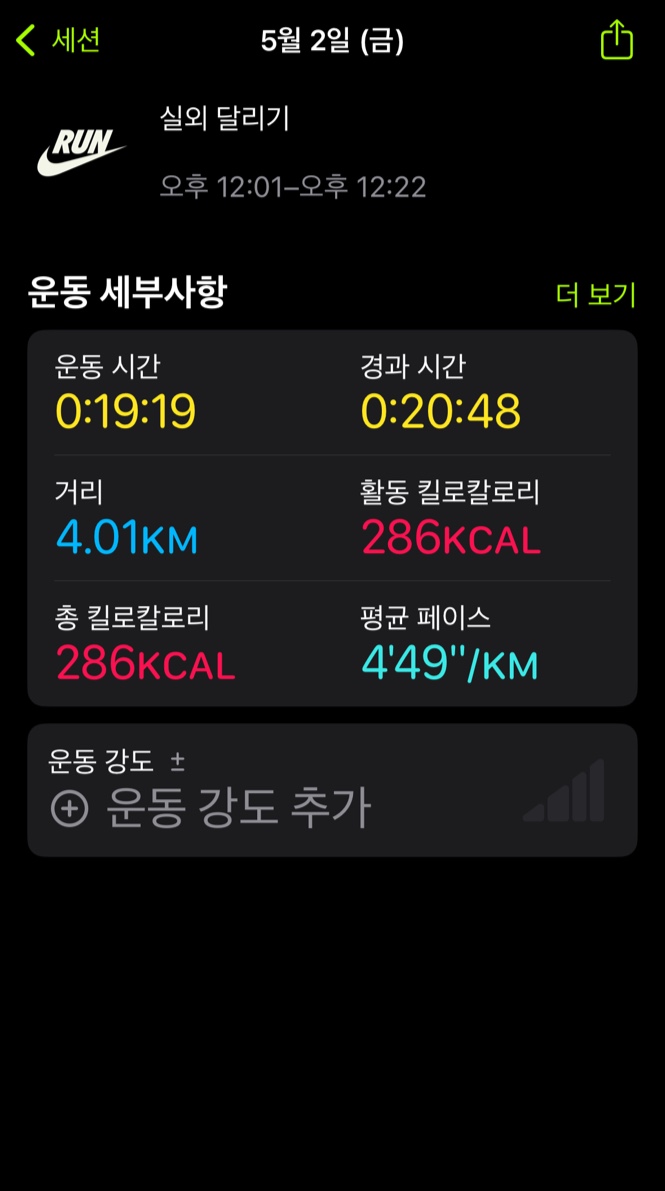 세션
5월 2일 (금)
RUN
실외 달리기
오후 12:01–오후 12:22
운동 세부사항
더 보기
운동 시간
경과 시간
0:19:19
0:20:48
거리
활동 킬로칼로리
4.01KM
286KCAL
총 킬로칼로리
평균 페이스
286KCAL
4'49"/KM
운동 강도 ±
운동 강도 추가